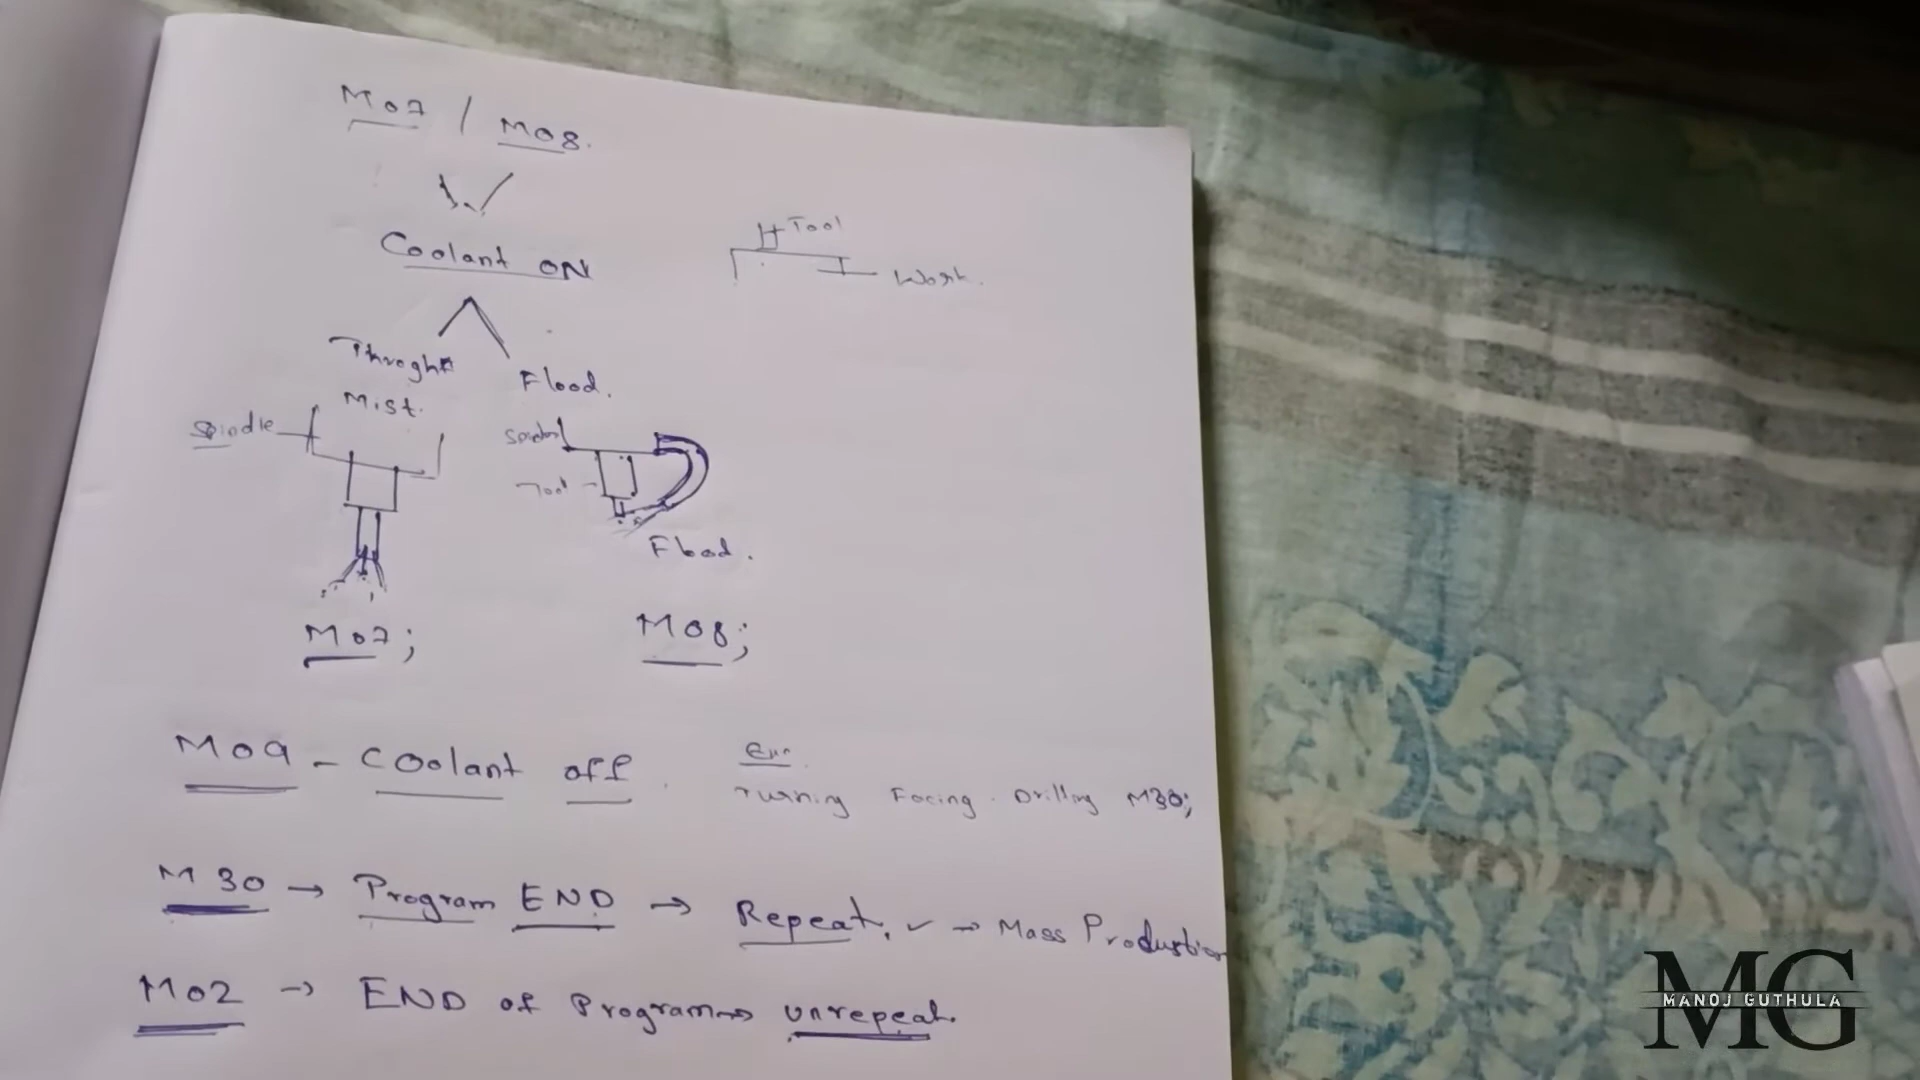 M07 / M08.
Coolant ON
Tool
Work.
Throght
Mist.
Flood.
Spindle
Tool
Flood.
M07;
M08;
M09 - Coolant off.
Turning Facing. Drilling M30;
M30 → Program END → Repeat. ✓ → Mass Production
M02 → END of Program → unrepeat.
MG
MANOJ GUTHULA